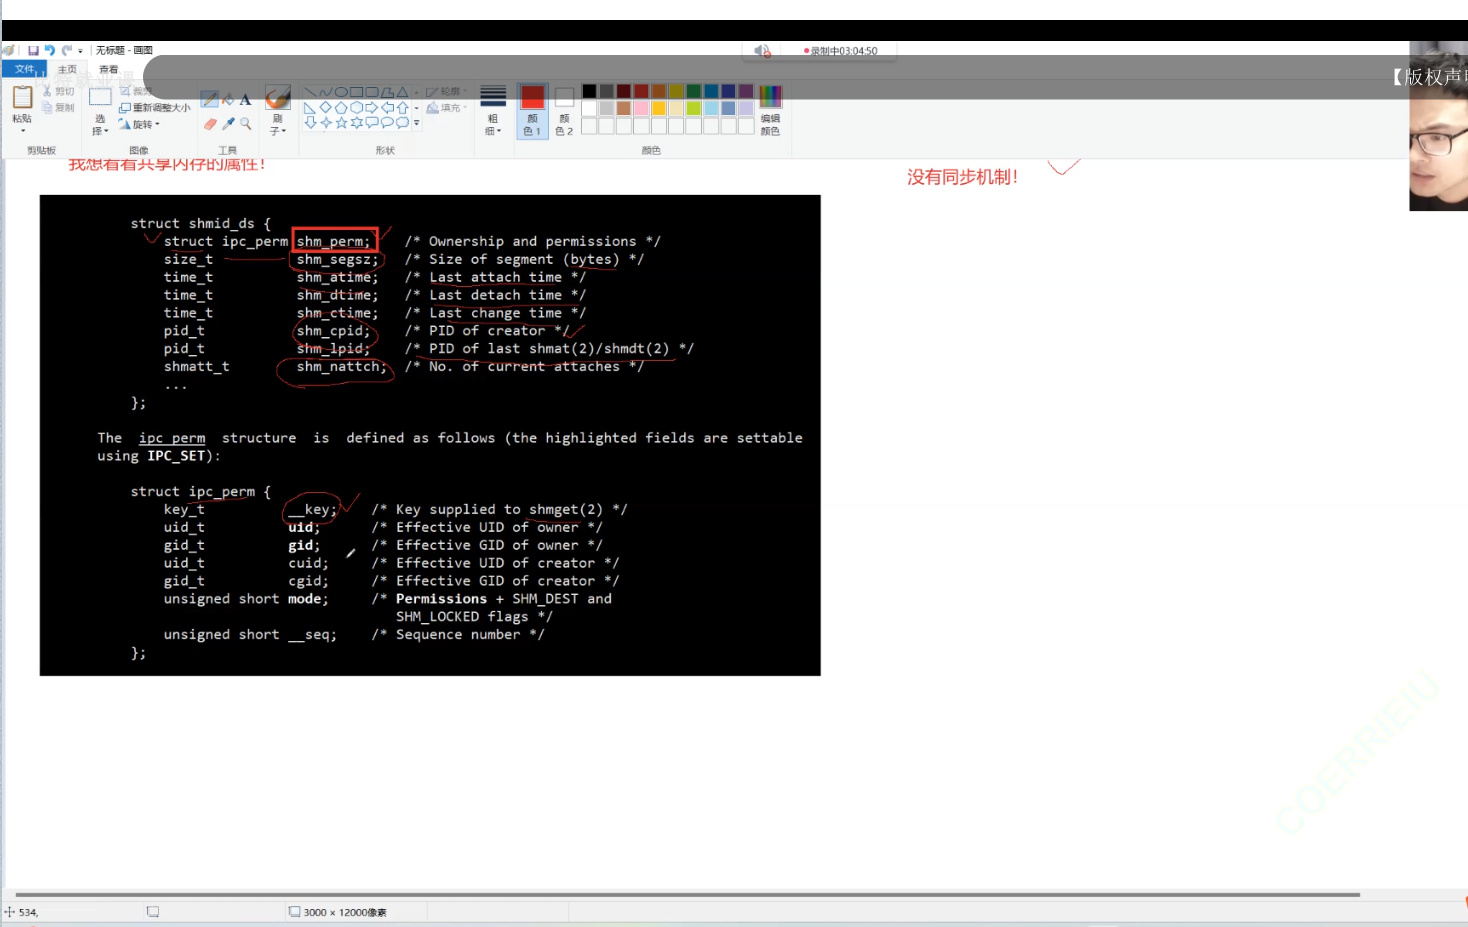 无标题 - 画图
录制中03:04:50
文件 主页 查看
【版权声明
粘贴
剪切
复制
剪贴板
选择
裁剪
重新调整大小
旋转
图像
A
工具
刷子
轮廓
填充
形状
粗细
颜色1
颜色2
编辑颜色
颜色
我想看看共享内存的属性!
没有同步机制!
struct shmid_ds {
struct ipc_perm shm_perm; /* Ownership and permissions */
size_t shm_segsz; /* Size of segment (bytes) */
time_t shm_atime; /* Last attach time */
time_t shm_dtime; /* Last detach time */
time_t shm_ctime; /* Last change time */
pid_t shm_cpid; /* PID of creator */
pid_t shm_lpid; /* PID of last shmat(2)/shmdt(2) */
shmatt_t shm_nattch; /* No. of current attaches */
...
};
The ipc_perm structure is defined as follows (the highlighted fields are settable
using IPC_SET):
struct ipc_perm {
key_t __key; /* Key supplied to shmget(2) */
uid_t uid; /* Effective UID of owner */
gid_t gid; /* Effective GID of owner */
uid_t cuid; /* Effective UID of creator */
gid_t cgid; /* Effective GID of creator */
unsigned short mode; /* Permissions + SHM_DEST and
SHM_LOCKED flags */
unsigned short __seq; /* Sequence number */
};
COERRIEIU
534,
3000 × 12000像素